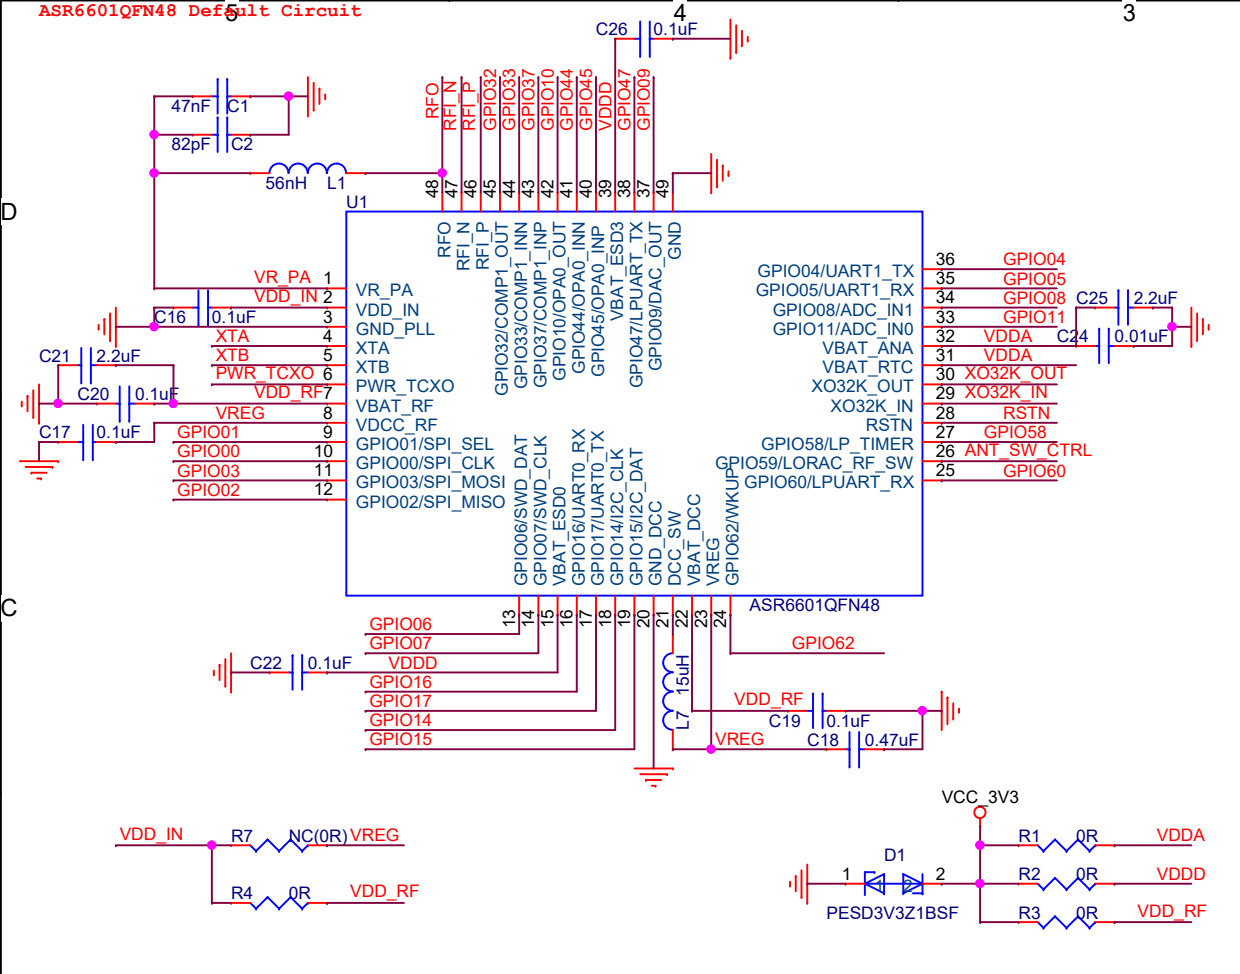 ASR6601QFN48 Default Circuit
5
4
3
C26
0.1uF
47nF
C1
82pF
C2
56nH
L1
RFO
RFI_N
RFI_P
GPIO32
GPIO33
GPIO37
GPIO10
GPIO44
GPIO45
VDDD
GPIO47
GPIO09
48
47
46
45
44
43
42
41
40
39
38
37
49
D
U1
RFO
RFI_N
RFI_P
GPIO32/COMP1_OUT
GPIO33/COMP1_INN
GPIO37/COMP1_INP
GPIO10/OPA0_OUT
GPIO44/OPA0_INN
GPIO45/OPA0_INP
VBAT_ESD3
GPIO47/LPUART_TX
GPIO09/DAC_OUT
GND
VR_PA 1 VR_PA
VDD_IN 2 VDD_IN
C16 0.1uF 3 GND_PLL
XTA 4 XTA
XTB 5 XTB
PWR_TCXO 6 PWR_TCXO
VDD_RF 7 VBAT_RF
VREG 8 VDCC_RF
GPIO01 9 GPIO01/SPI_SEL
GPIO00 10 GPIO00/SPI_CLK
GPIO03 11 GPIO03/SPI_MOSI
GPIO02 12 GPIO02/SPI_MISO
C21 2.2uF
C20 0.1uF
C17 0.1uF
GPIO04/UART1_TX 36 GPIO04
GPIO05/UART1_RX 35 GPIO05
GPIO08/ADC_IN1 34 GPIO08
GPIO11/ADC_IN0 33 GPIO11
VBAT_ANA 32 VDDA
VBAT_RTC 31 VDDA
XO32K_OUT 30 XO32K_OUT
XO32K_IN 29 XO32K_IN
RSTN 28 RSTN
GPIO58/LP_TIMER 27 GPIO58
GPIO59/LORAC_RF_SW 26 ANT_SW_CTRL
GPIO60/LPUART_RX 25 GPIO60
C25 2.2uF
C24 0.01uF
GPIO06/SWD_DAT
GPIO07/SWD_CLK
VBAT_ESD0
GPIO16/UART0_RX
GPIO17/UART0_TX
GPIO14/I2C_CLK
GPIO15/I2C_DAT
GND_DCC
DCC_SW
VBAT_DCC
VREG
GPIO62/WKUP
C
ASR6601QFN48
13
14
15
16
17
18
19
20
21
22
23
24
GPIO06
GPIO07
C22 0.1uF VDDD
GPIO16
GPIO17
GPIO14
GPIO15
GPIO62
15uH
L7
VDD_RF
C19 0.1uF
VREG
C18 0.47uF
VDD_IN
R7 NC(0R) VREG
R4 0R VDD_RF
VCC_3V3
R1 0R VDDA
D1
1
2
R2 0R VDDD
PESD3V3Z1BSF
R3 0R VDD_RF